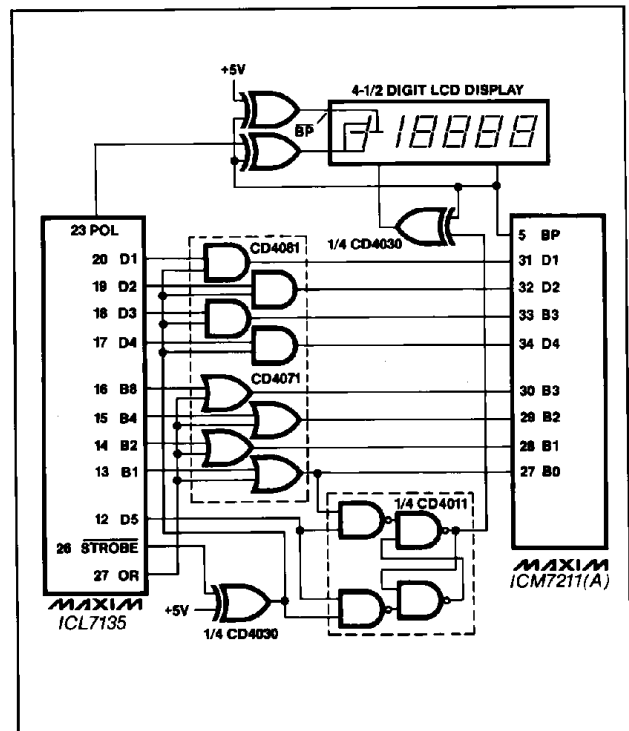 +5V
4-1/2 DIGIT LCD DISPLAY
BP
18888
23 POL
1/4 CD4030
5 BP
20 D1
CD4081
31 D1
19 D2
32 D2
18 D3
33 B3
17 D4
34 D4
CD4071
16 B8
30 B3
15 B4
29 B2
14 B2
28 B1
13 B1
27 B0
12 D5
1/4 CD4011
26 STROBE
27 OR
MAXIM
ICL7135
+5V
1/4 CD4030
MAXIM
ICM7211(A)